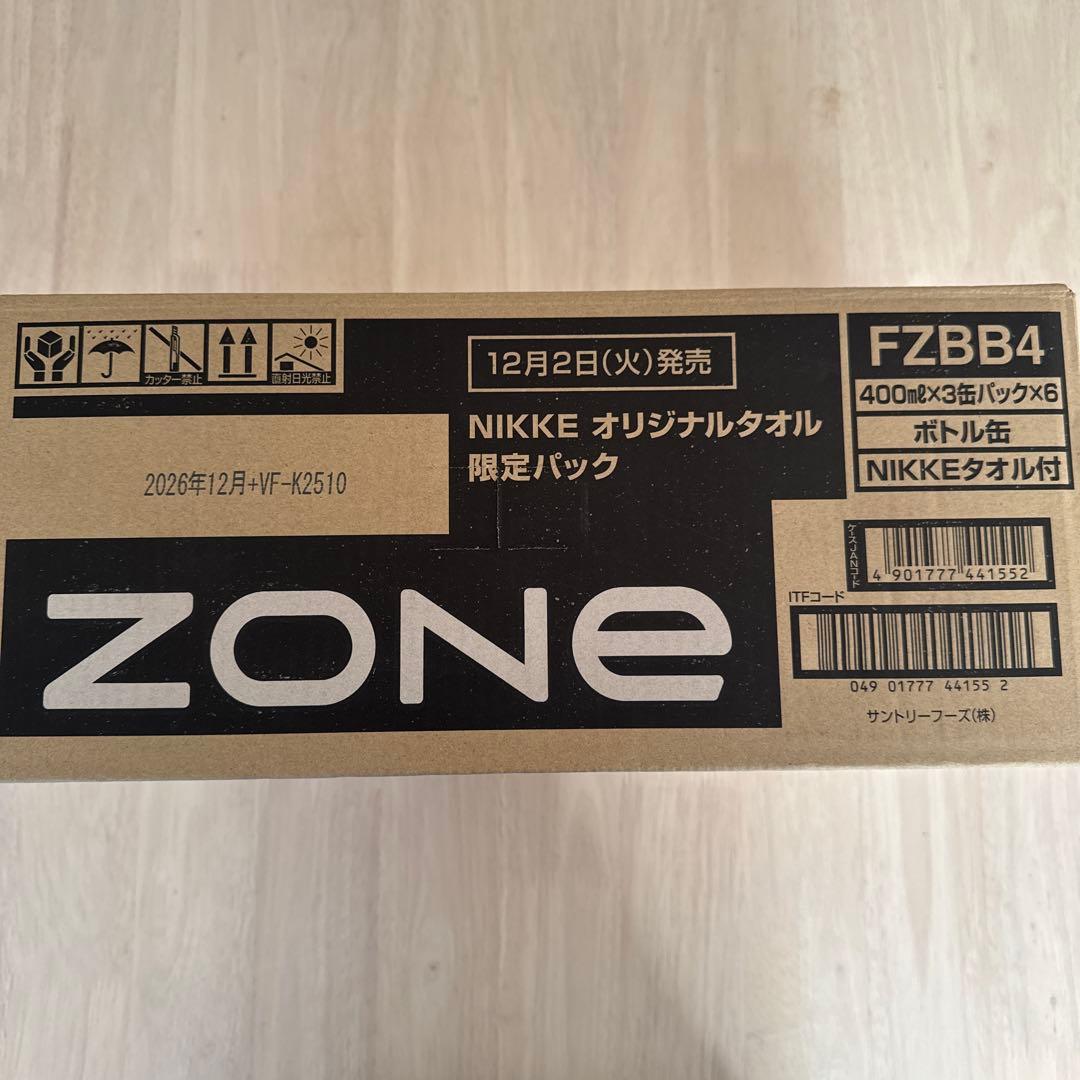 カッター禁止
直射日光禁止
12月2日(火)発売
NIKKE オリジナルタオル
限定パック
2026年12月+VF-K2510
ZONe
FZBB4
400㎖×3缶パック×6
ボトル缶
NIKKEタオル付
ケースJANコード
4 901777 441552
ITFコード
049 01777 44155 2
サントリーフーズ(株)